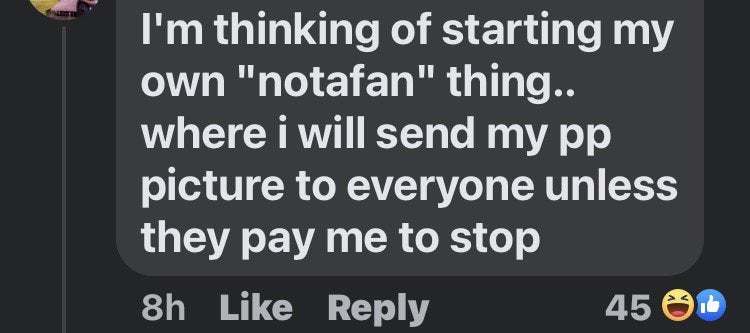 I'm thinking of starting my
own "notafan" thing..
where i will send my pp
picture to everyone unless
they pay me to stop
8h Like Reply 45